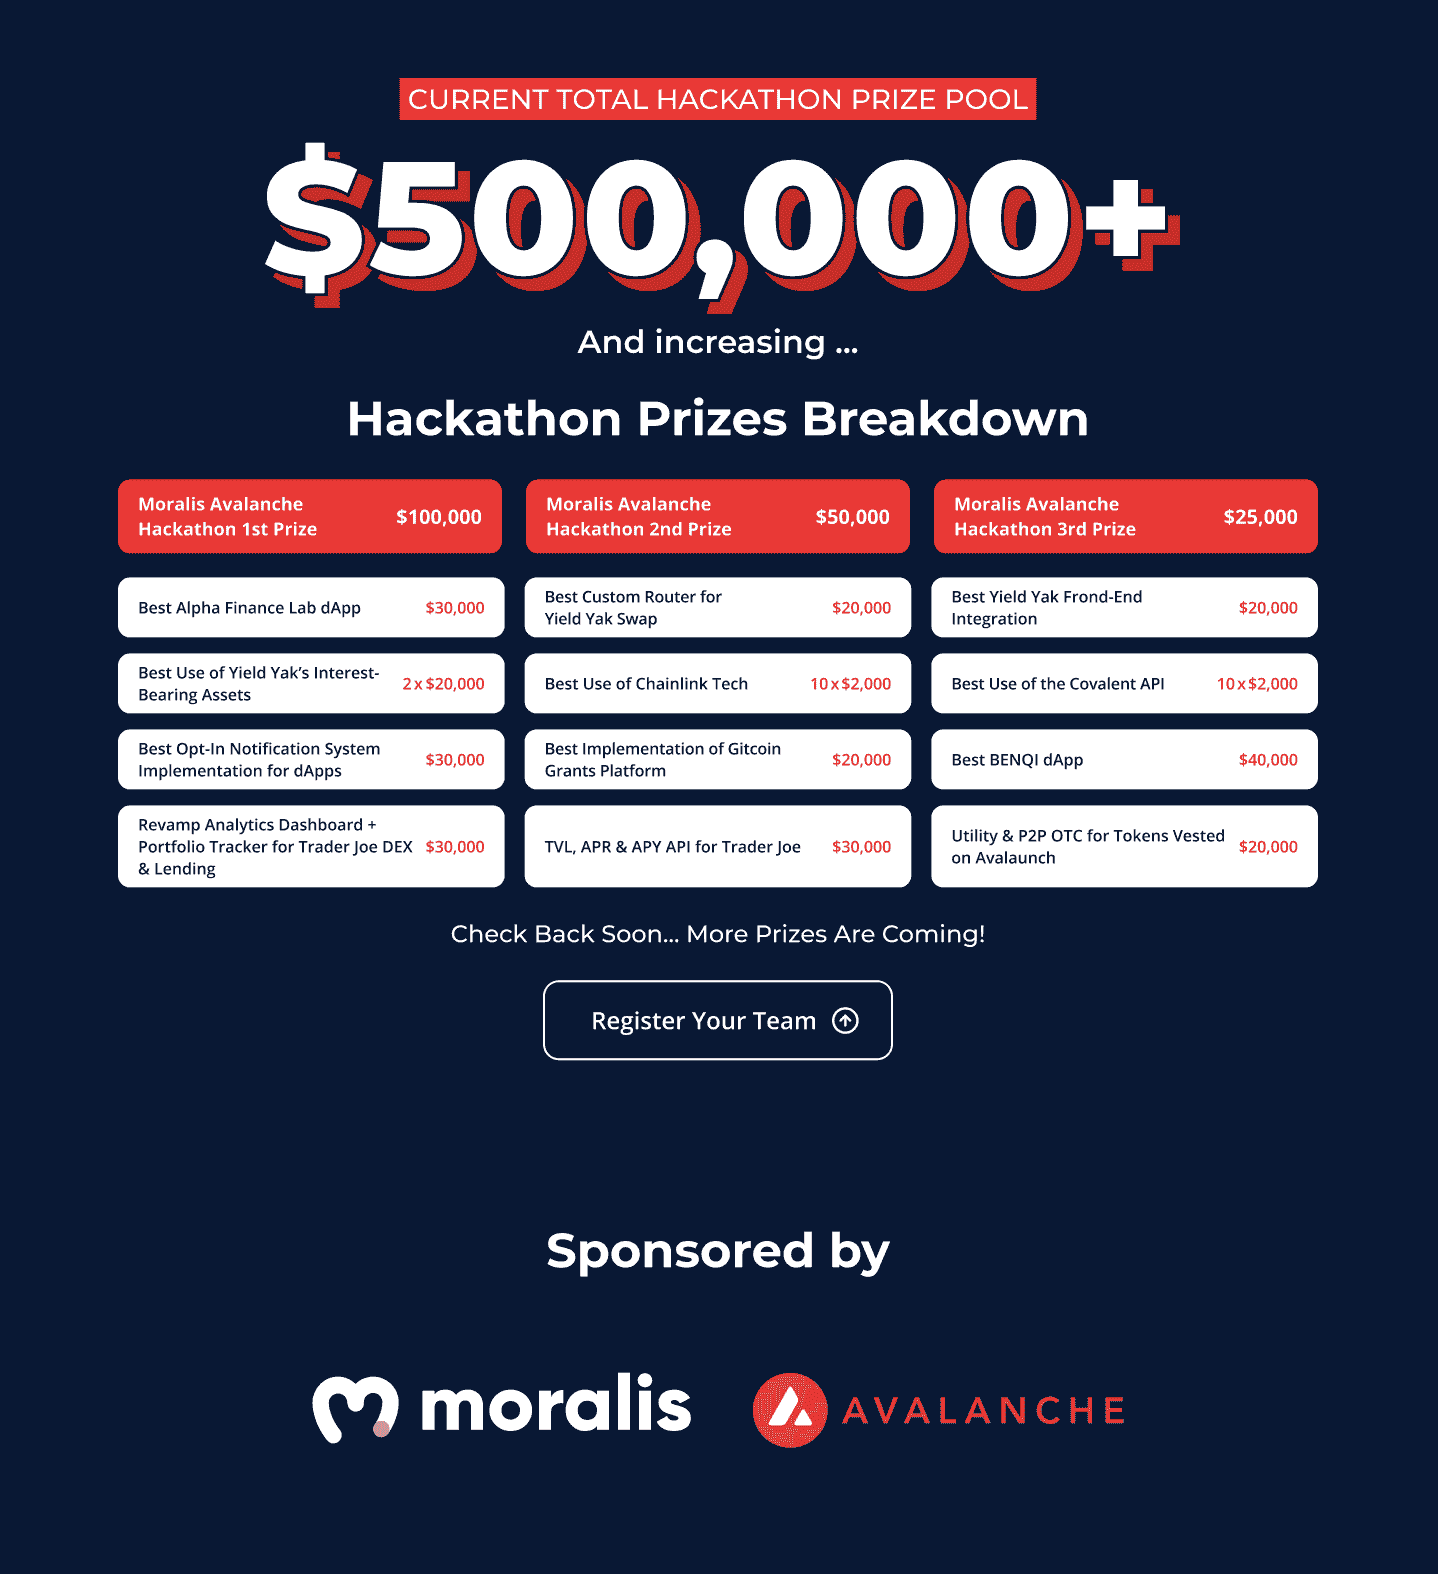 CURRENT TOTAL HACKATHON PRIZE POOL
$500,000+
And increasing ...
Hackathon Prizes Breakdown
Moralis Avalanche
Hackathon 1st Prize
$100,000
Moralis Avalanche
Hackathon 2nd Prize
$50,000
Moralis Avalanche
Hackathon 3rd Prize
$25,000
Best Alpha Finance Lab dApp
$30,000
Best Custom Router for
Yield Yak Swap
$20,000
Best Yield Yak Frond-End
Integration
$20,000
Best Use of Yield Yak’s Interest-
Bearing Assets
2 x $20,000
Best Use of Chainlink Tech
10 x $2,000
Best Use of the Covalent API
10 x $2,000
Best Opt-In Notification System
Implementation for dApps
$30,000
Best Implementation of Gitcoin
Grants Platform
$20,000
Best BENQI dApp
$40,000
Revamp Analytics Dashboard +
Portfolio Tracker for Trader Joe DEX
& Lending
$30,000
TVL, APR & APY API for Trader Joe
$30,000
Utility & P2P OTC for Tokens Vested
on Avalaunch
$20,000
Check Back Soon... More Prizes Are Coming!
Register Your Team
Sponsored by
moralis
AVALANCHE